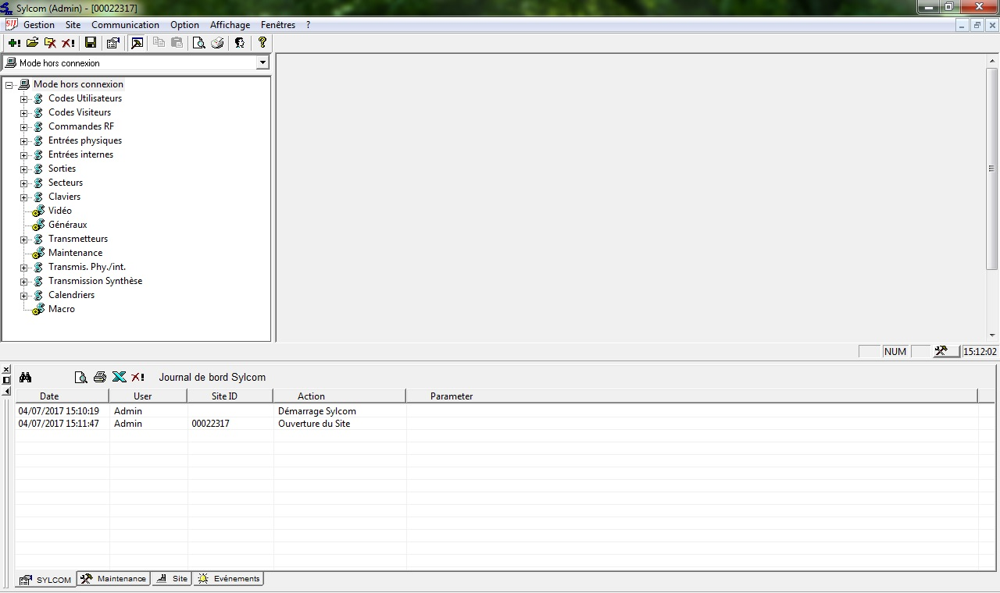 Sylcom (Admin) - [00022317]
Gestion Site Communication Option Affichage Fenêtres ?
Mode hors connexion
Mode hors connexion
Codes Utilisateurs
Codes Visiteurs
Commandes RF
Entrées physiques
Entrées internes
Sorties
Secteurs
Claviers
Vidéo
Généraux
Transmetteurs
Maintenance
Transmis. Phy./int.
Transmission Synthèse
Calendriers
Macro
NUM 15:12:02
Journal de bord Sylcom
Date User Site ID Action Parameter
04/07/2017 15:10:19 Admin Démarrage Sylcom
04/07/2017 15:11:47 Admin 00022317 Ouverture du Site
SYLCOM Maintenance Site Evénements